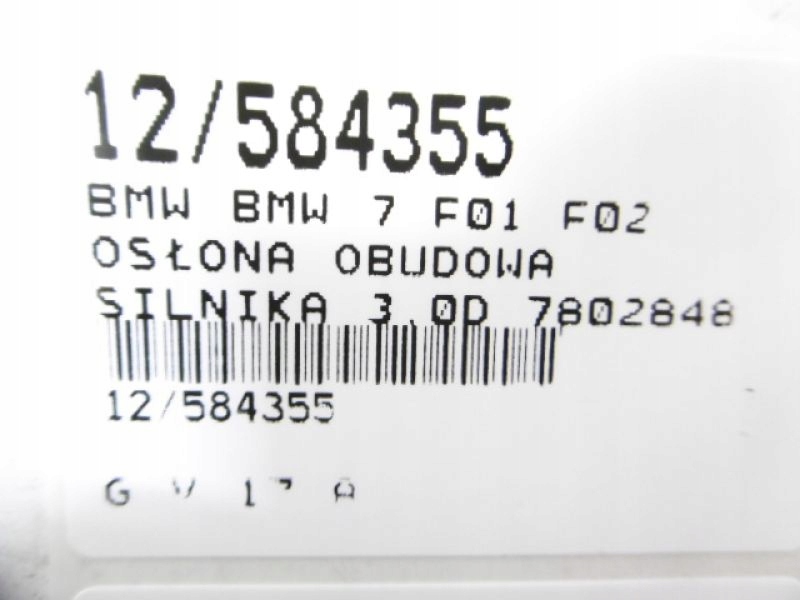 12/584355
BMW BMW 7 F01 F02
OSŁONA OBUDOWA
SILNIKA 3.0D 7802848
12/584355